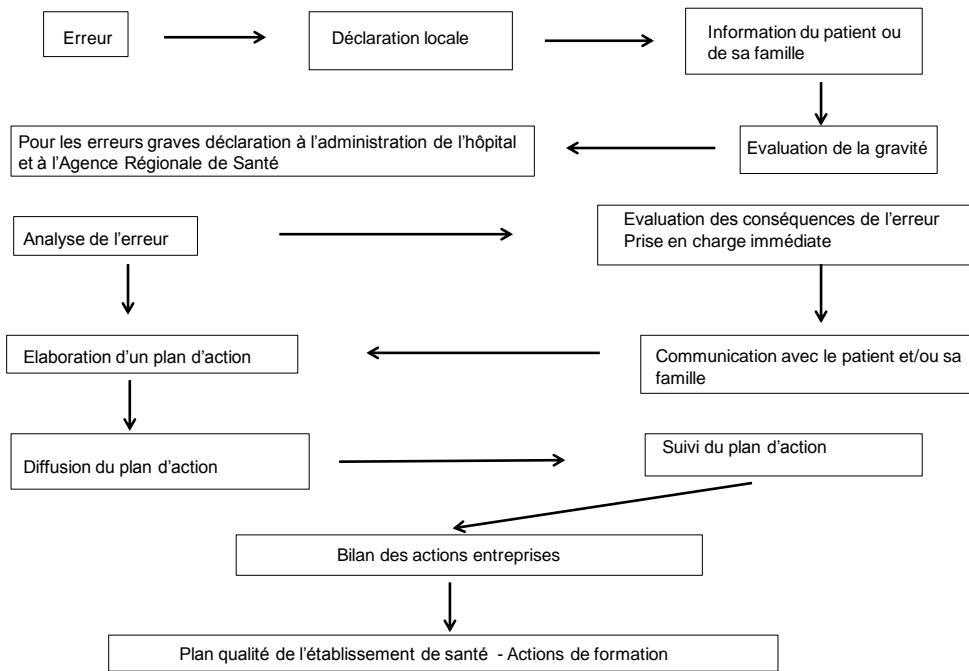 Erreur
Déclaration locale
Information du patient ou
de sa famille
Pour les erreurs graves déclaration à l'administration de l'hôpital
et à l'Agence Régionale de Santé
Evaluation de la gravité
Analyse de l'erreur
Evaluation des conséquences de l'erreur
Prise en charge immédiate
Elaboration d'un plan d'action
Communication avec le patient et/ou sa
famille
Diffusion du plan d'action
Suivi du plan d'action
Bilan des actions entreprises
Plan qualité de l'établissement de santé - Actions de formation